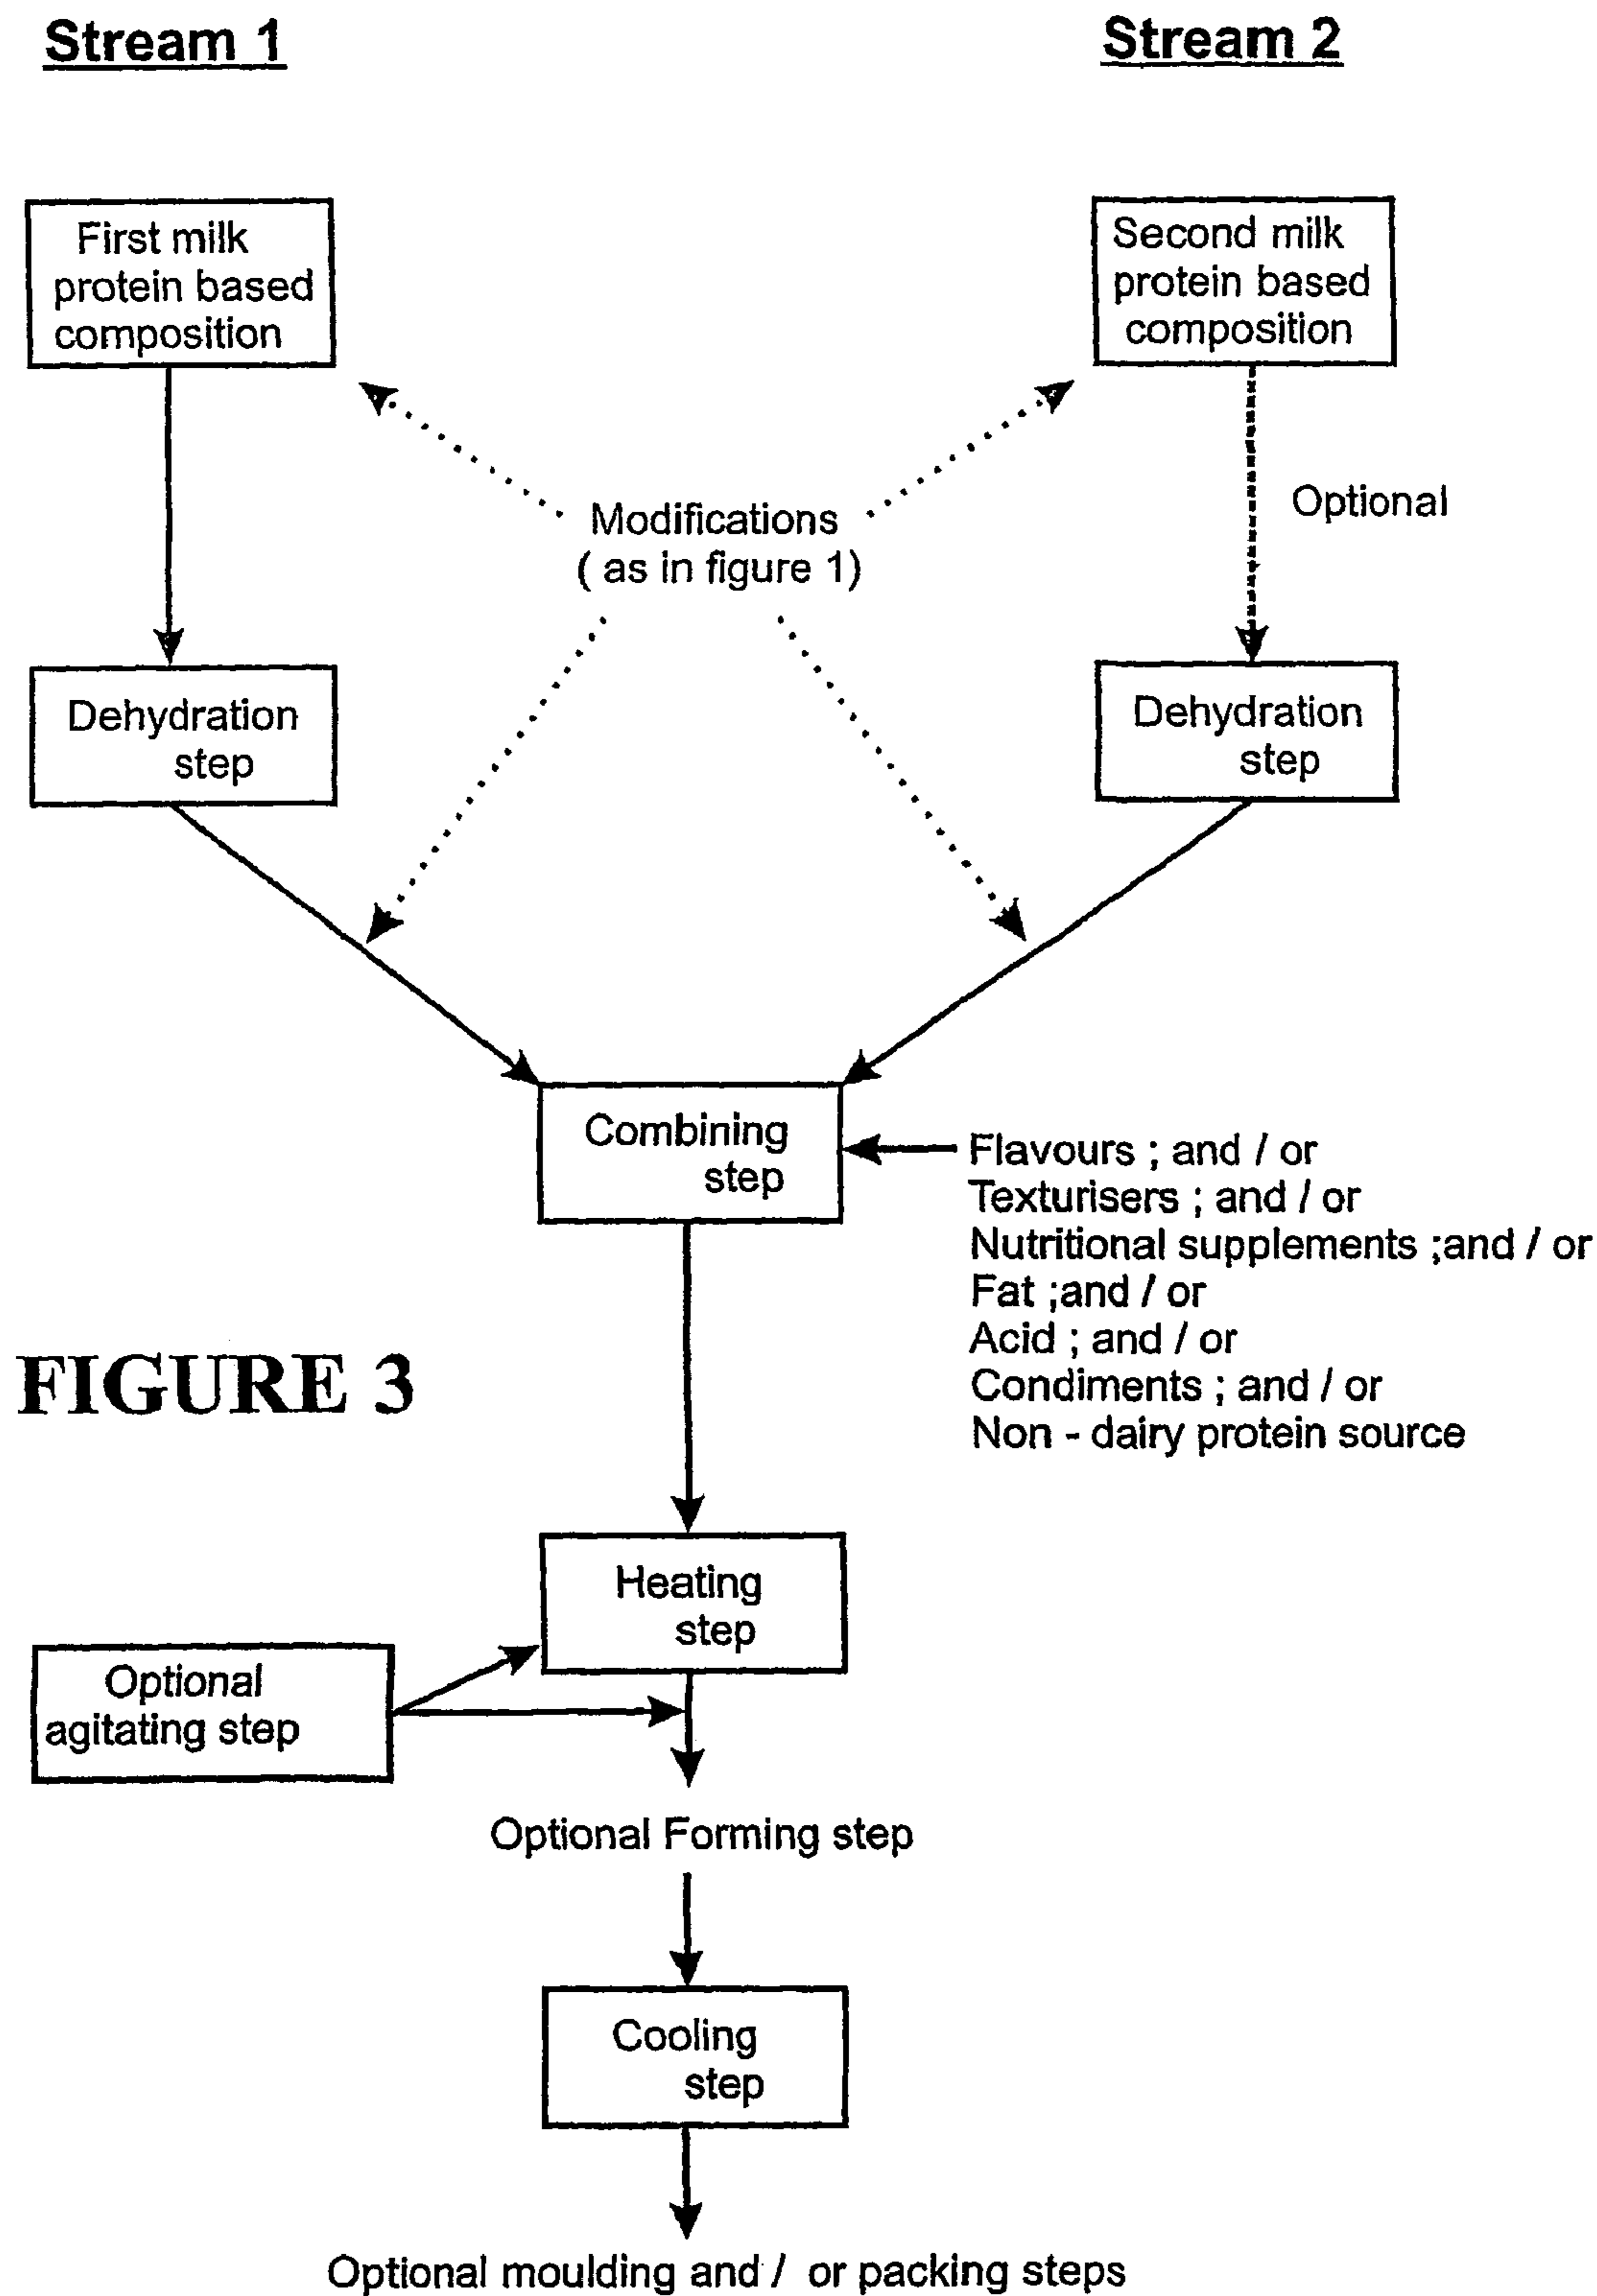 Stream 1
Stream 2
First milk
protein based
composition
Second milk
protein based
composition
Optional
Modifications
( as in figure 1)
Dehydration
step
Dehydration
step
Combining
step
Flavours ; and / or
Texturisers ; and / or
Nutritional supplements ;and / or
Fat ;and / or
Acid ; and / or
Condiments ; and / or
Non - dairy protein source
FIGURE 3
Heating
step
Optional
agitating step
Optional Forming step
Cooling
step
Optional moulding and / or packing steps